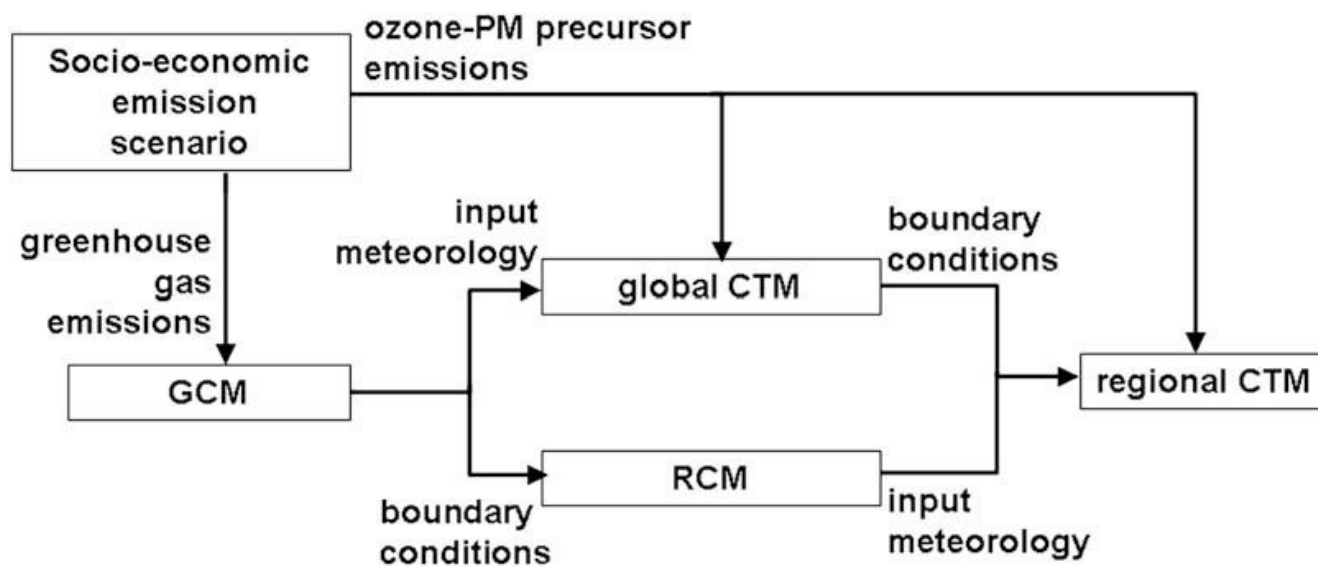 Socio-economic
emission
scenario
ozone-PM precursor
emissions
greenhouse
gas
emissions
input
meteorology
boundary
conditions
global CTM
GCM
regional CTM
RCM
boundary
conditions
input
meteorology